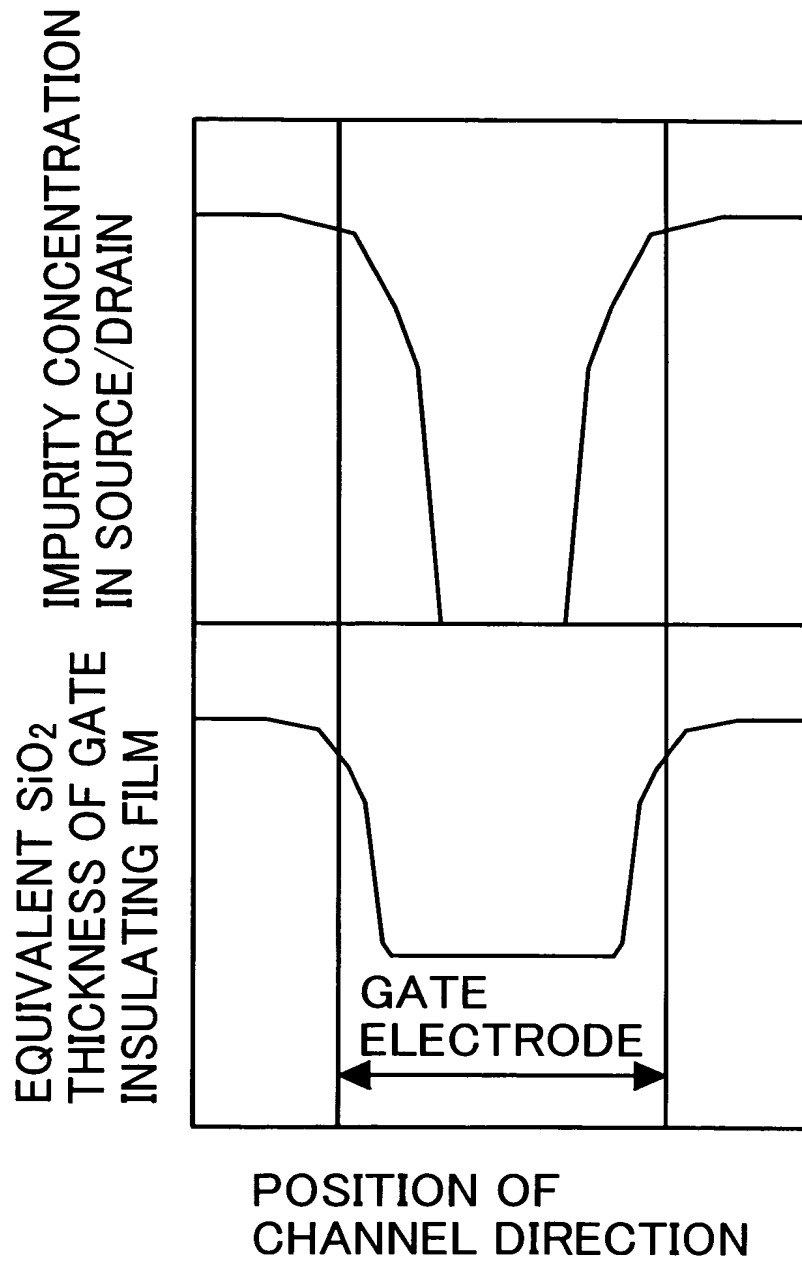 IMPURITY CONCENTRATION
IN SOURCE/DRAIN
EQUIVALENT SiO₂
THICKNESS OF GATE
INSULATING FILM
GATE
ELECTRODE
POSITION OF
CHANNEL DIRECTION